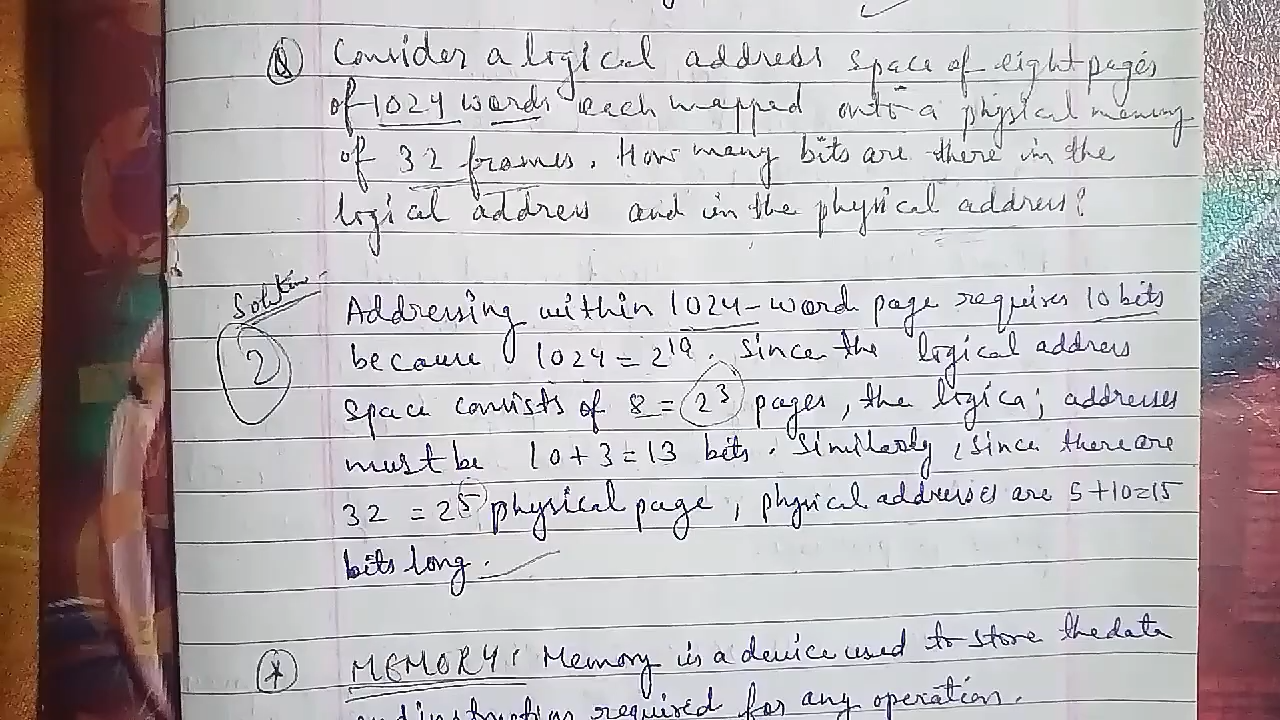 Q Consider a logical address space of eight pages
of 1024 words each mapped onto a physical memory
of 32 frames. How many bits are there in the
logical address and in the physical address?
Solution:
2
Addressing within 1024-word page requires 10 bits
because 1024 = 2^10. Since the logical address
space consists of 8 = 2^3 pages, the logica; addresses
must be 10+3=13 bits. Similarly, since there are
32 = 2^5 physical page, physical addresses are 5+10=15
bits long.
* MEMORY: Memory is a device used to store the data
and instruction required for any operation.